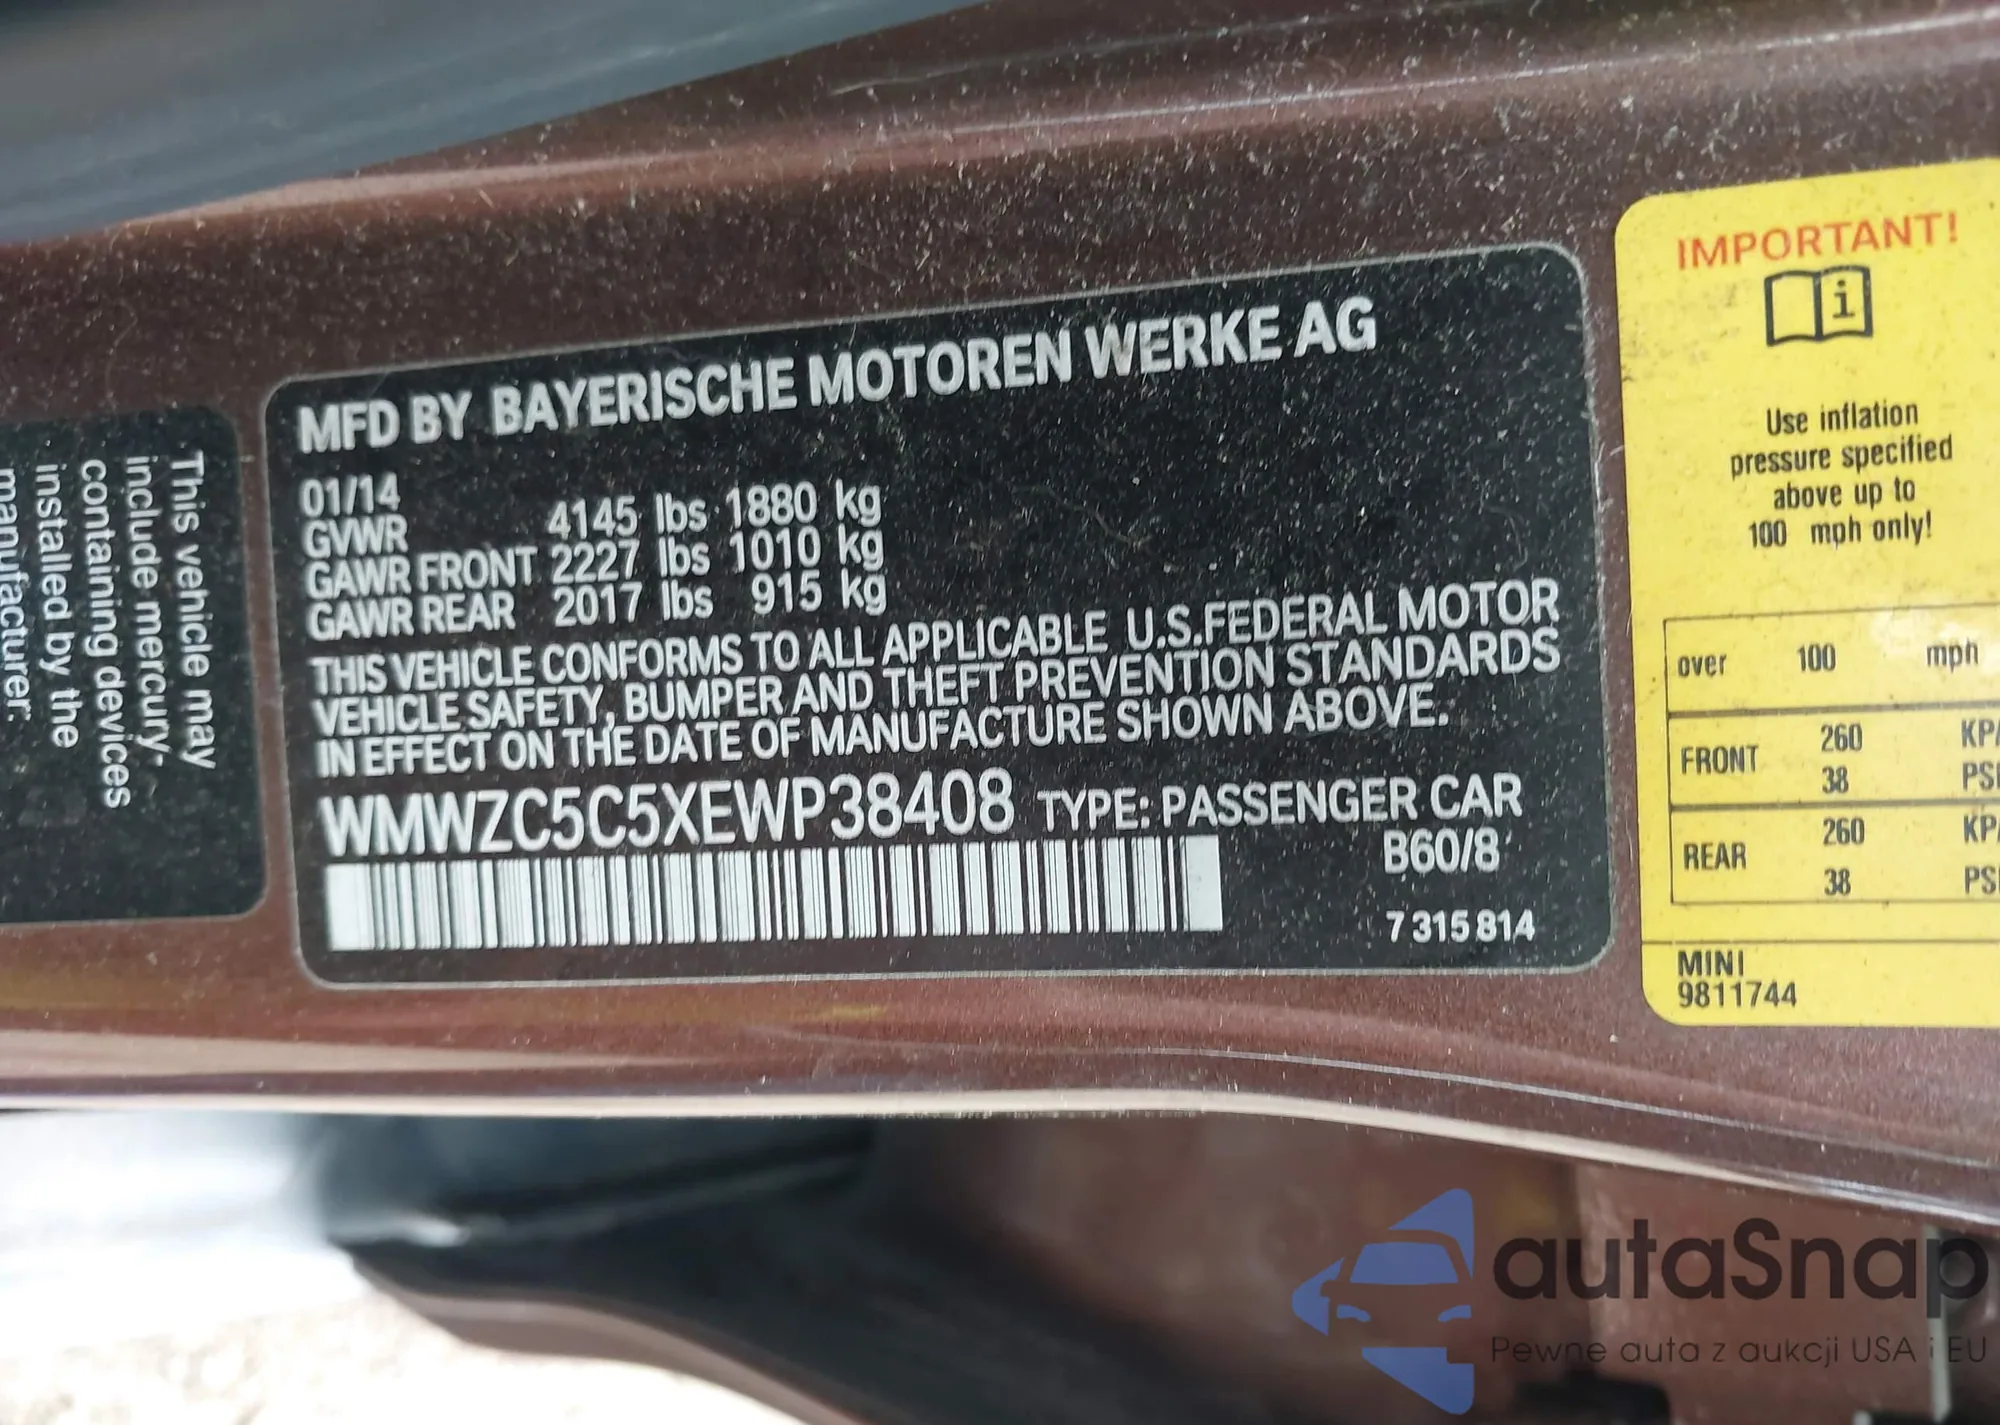 This vehicle may
include mercury-
containing devices
installed by the
manufacturer.
MFD BY BAYERISCHE MOTOREN WERKE AG
01/14
GVWR 4145 lbs 1880 kg
GAWR FRONT 2227 lbs 1010 kg
GAWR REAR 2017 lbs 915 kg
THIS VEHICLE CONFORMS TO ALL APPLICABLE U.S.FEDERAL MOTOR
VEHICLE SAFETY, BUMPER AND THEFT PREVENTION STANDARDS
IN EFFECT ON THE DATE OF MANUFACTURE SHOWN ABOVE.
WMWZC5C5XEWP38408 TYPE: PASSENGER CAR
B60/8
7 315 814
IMPORTANT!
i
Use inflation
pressure specified
above up to
100 mph only!
over 100 mph
FRONT 260 KPA
38 PSI
REAR 260 KPA
38 PSI
MINI
9811744
autaSnap
Pewne auta z aukcji USA i EU